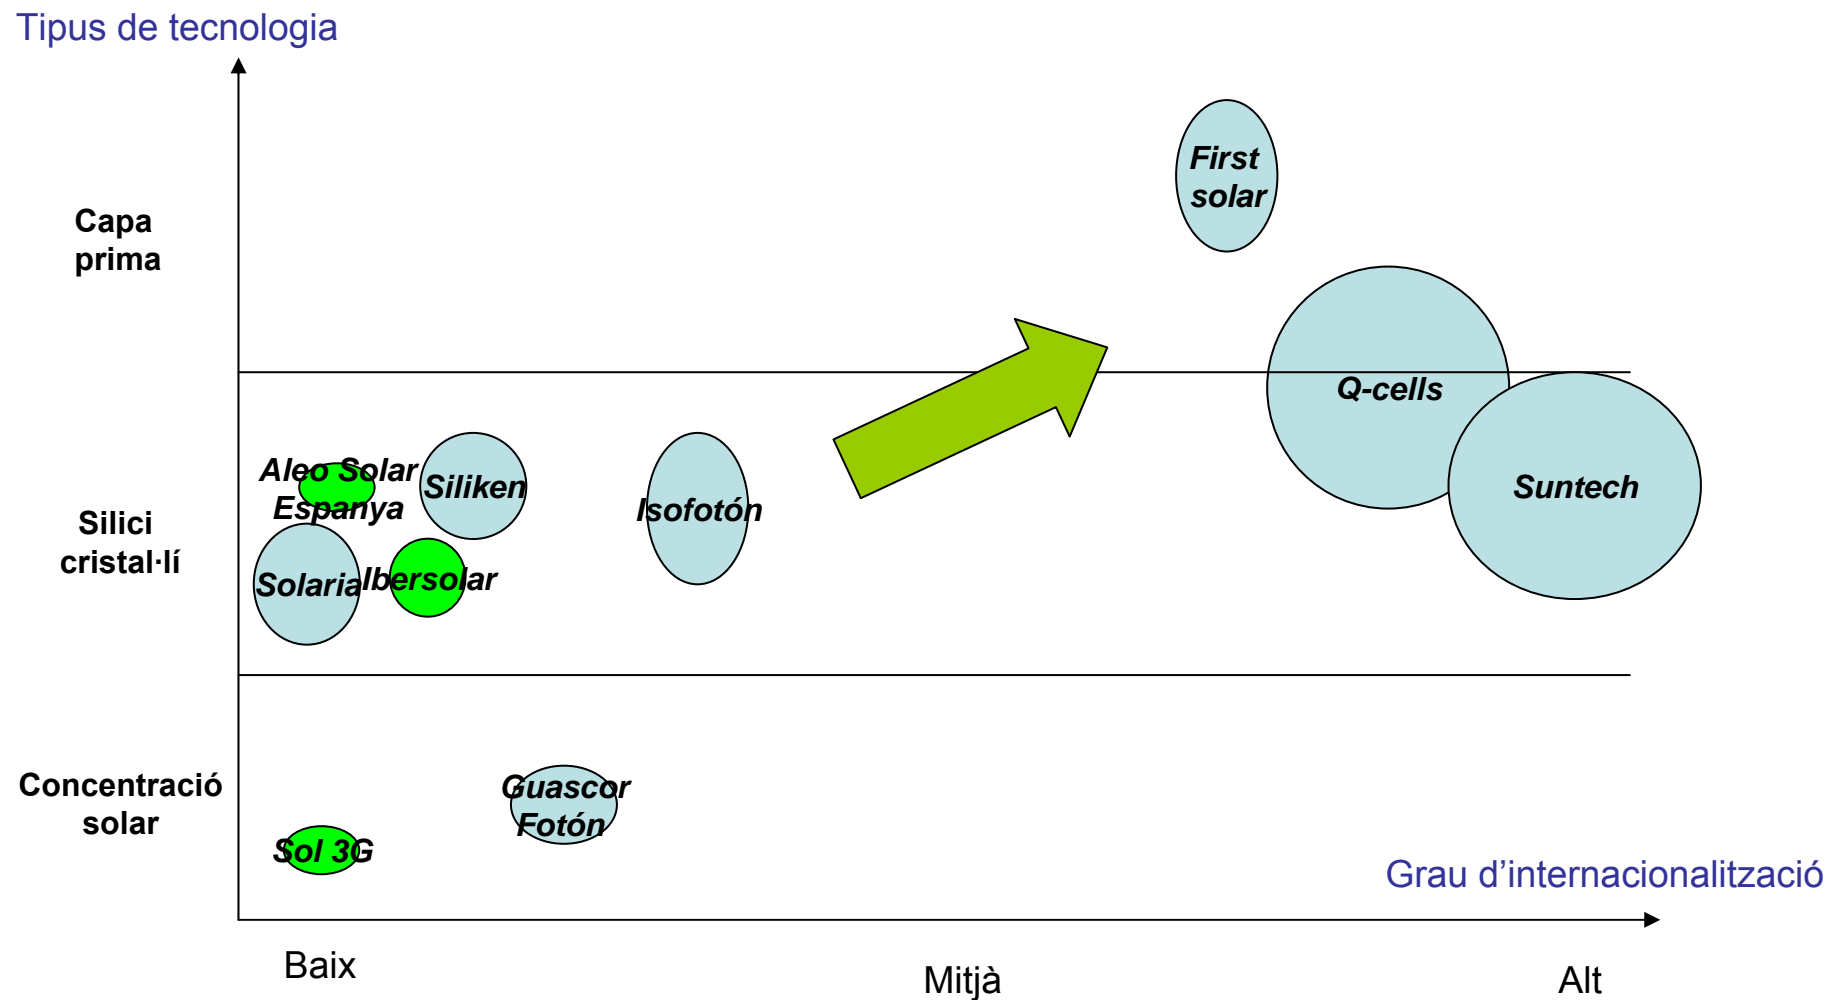 Tipus de tecnologia
First
solar
Capa
prima
Q-cells
Aleo Solar
Espanya
Siliken
Isofotón
Suntech
Silici
cristal·lí
Solaria
Ibersolar
Concentració
solar
Guascor
Fotón
Sol 3G
Grau d’internacionalització
Baix
Mitjà
Alt